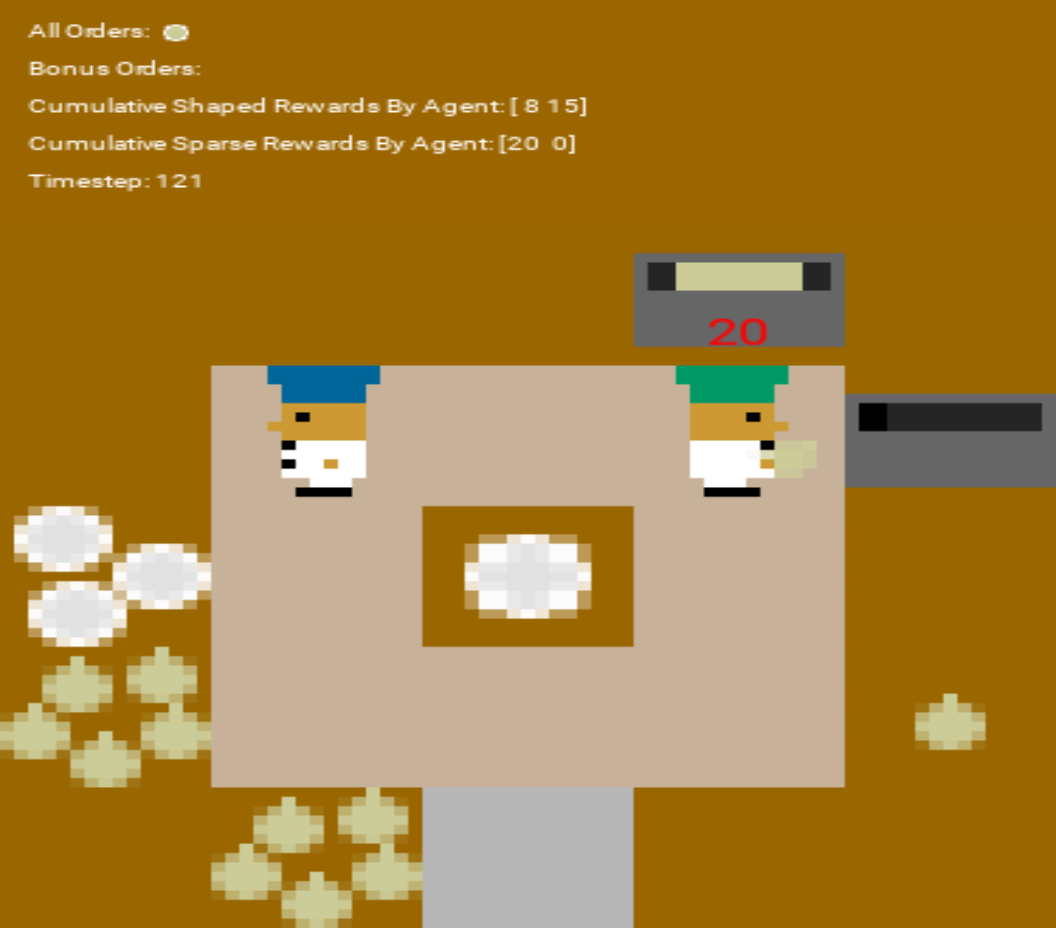 All Orders:
Bonus Orders:
Cumulative Shaped Rewards By Agent: [ 8 15]
Cumulative Sparse Rewards By Agent: [20  0]
Timestep: 121
20